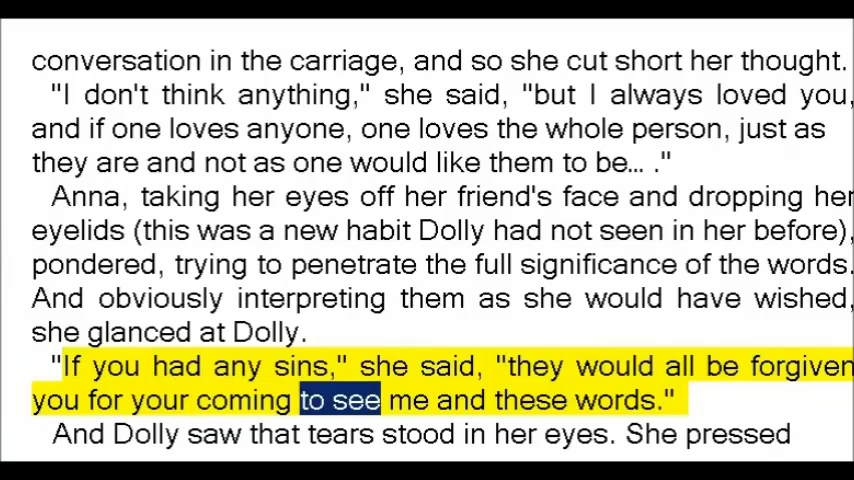 conversation in the carriage, and so she cut short her thought.
"I don't think anything," she said, "but I always loved you,
and if one loves anyone, one loves the whole person, just as
they are and not as one would like them to be... ."
Anna, taking her eyes off her friend's face and dropping her
eyelids (this was a new habit Dolly had not seen in her before),
pondered, trying to penetrate the full significance of the words.
And obviously interpreting them as she would have wished,
she glanced at Dolly.
"If you had any sins," she said, "they would all be forgiven
you for your coming to see me and these words."
And Dolly saw that tears stood in her eyes. She pressed